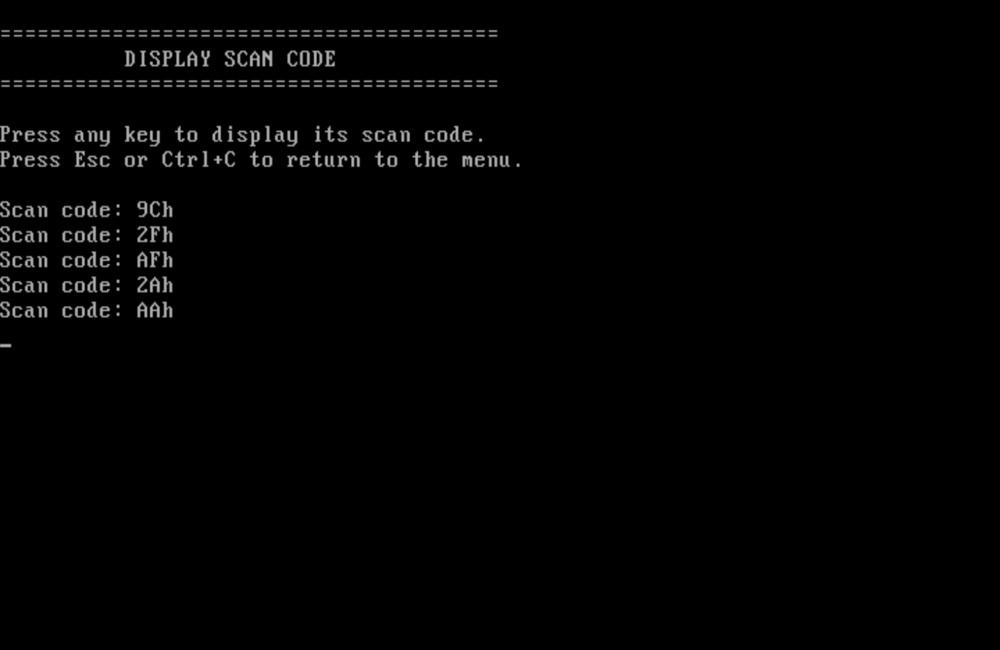 ========================================
DISPLAY SCAN CODE
========================================
Press any key to display its scan code.
Press Esc or Ctrl+C to return to the menu.
Scan code: 9Ch
Scan code: 2Fh
Scan code: AFh
Scan code: 2Ah
Scan code: AAh